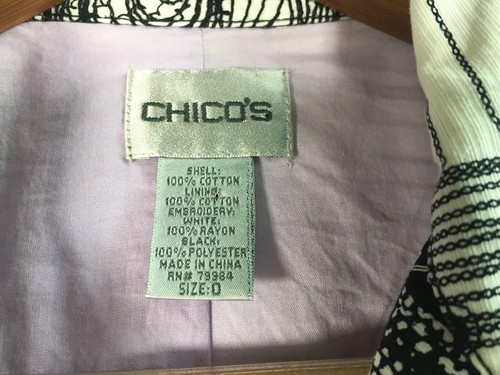 CHICO'S
SHELL:
100% COTTON
LINING:
100% COTTON
EMBROIDERY:
WHITE:
100% RAYON
BLACK:
100% POLYESTER
MADE IN CHINA
RN# 79984
SIZE: 0